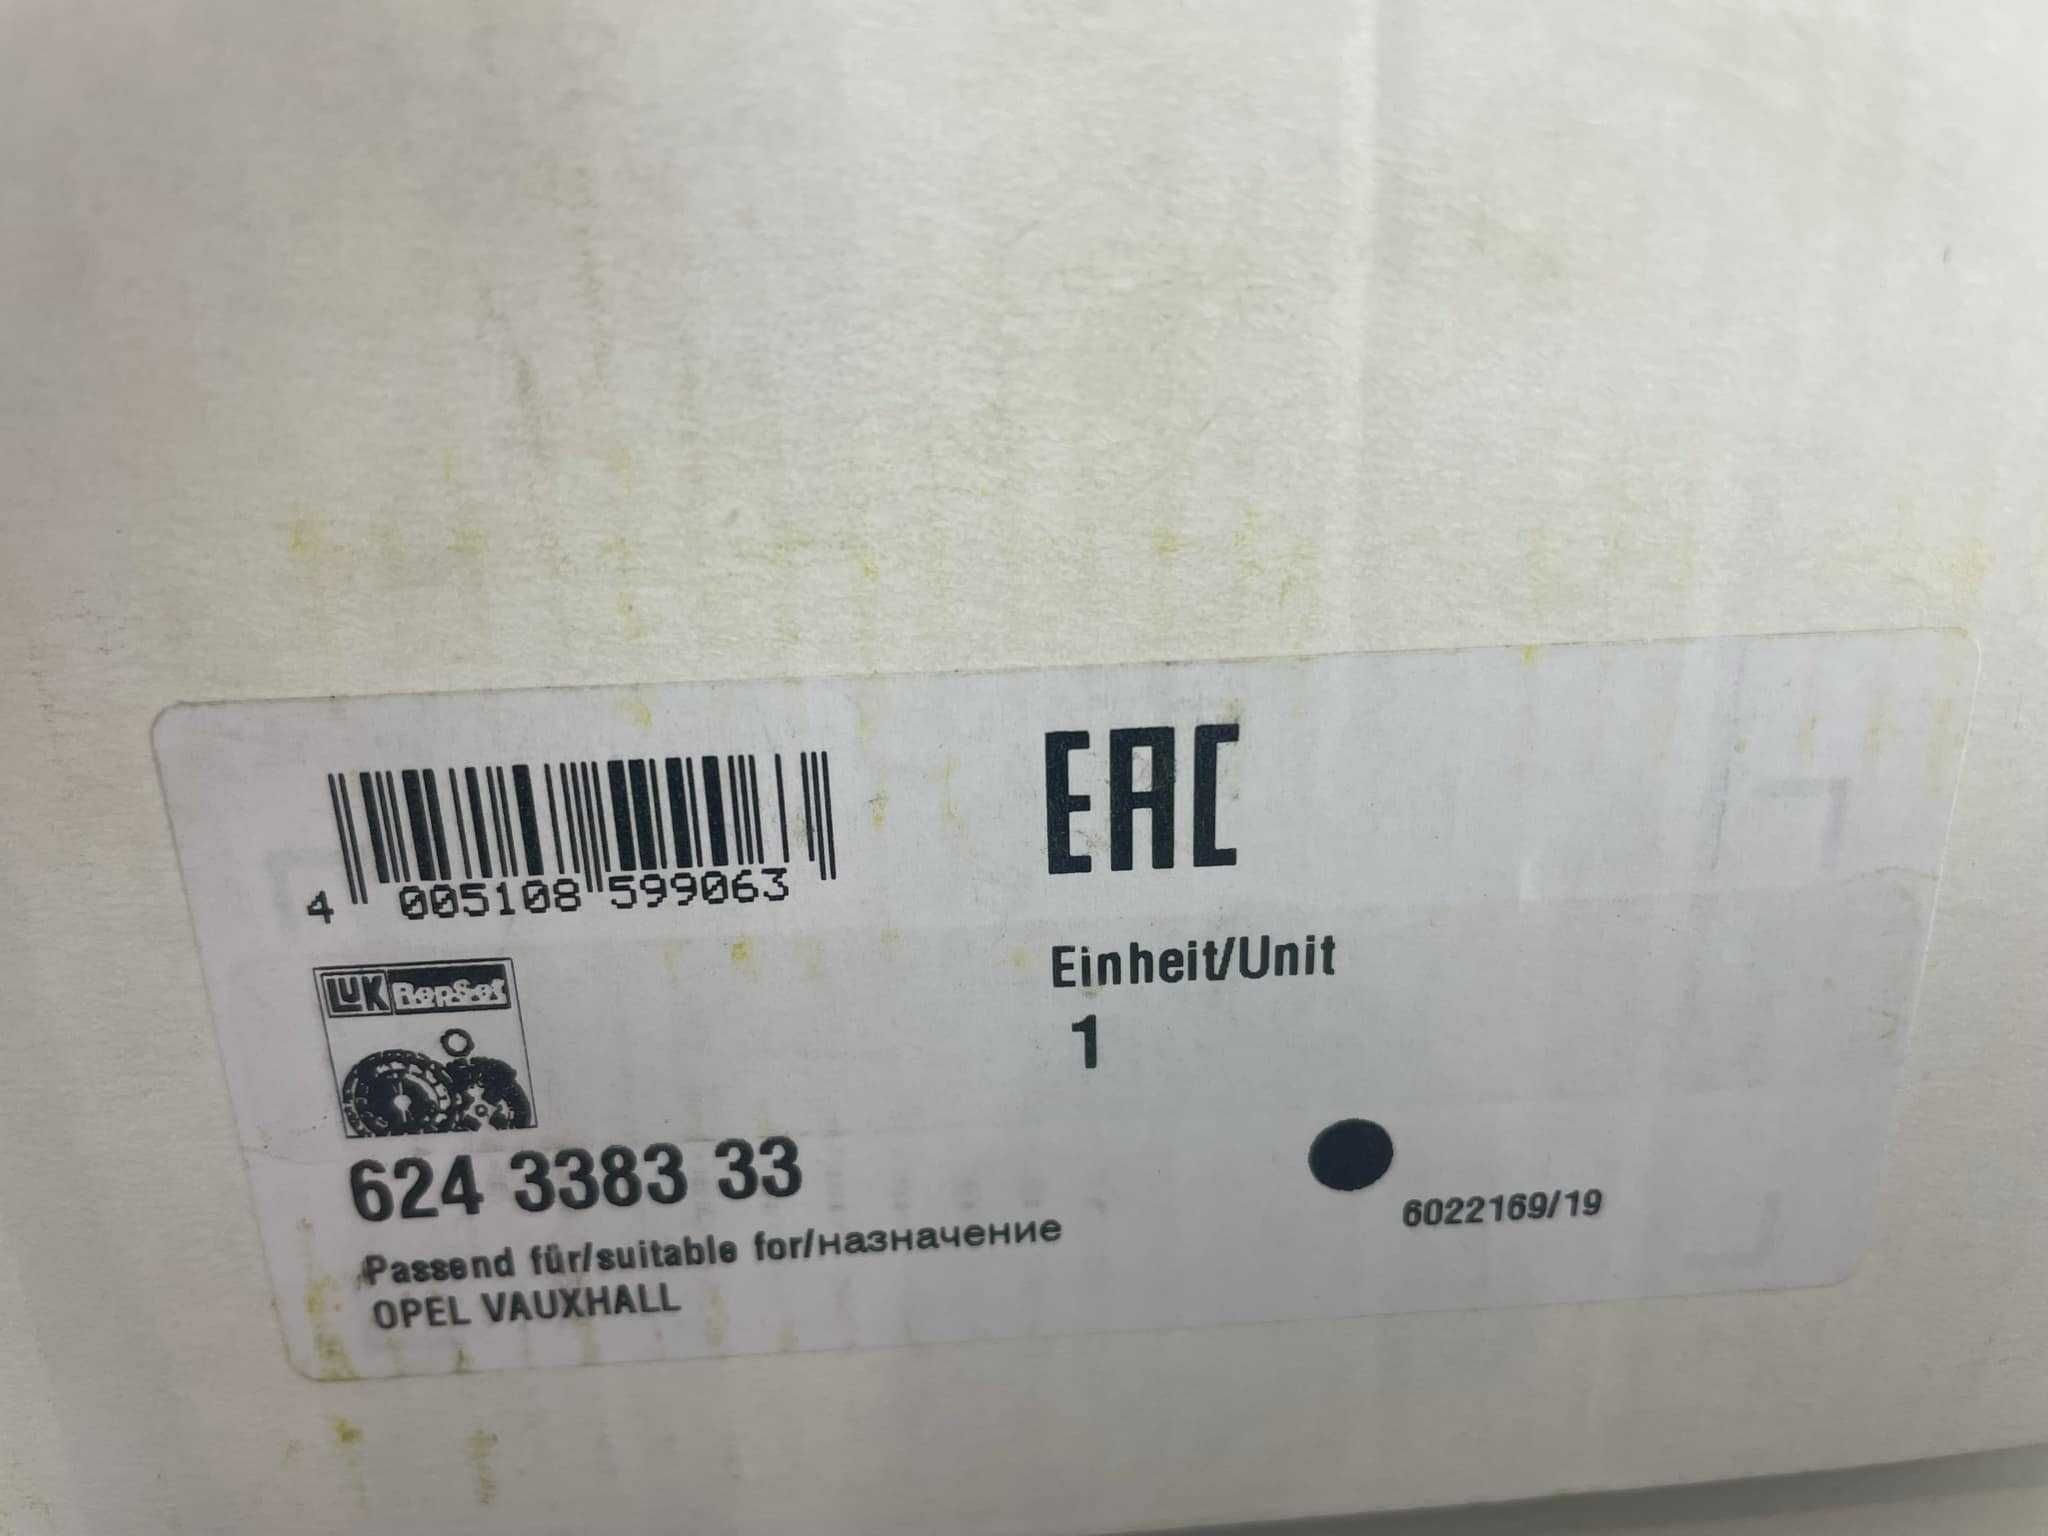 EAC
4 005108 599063
LUK RepSet
Einheit/Unit
1
624 3383 33
6022169/19
Passend für/suitable for/назначение
OPEL VAUXHALL